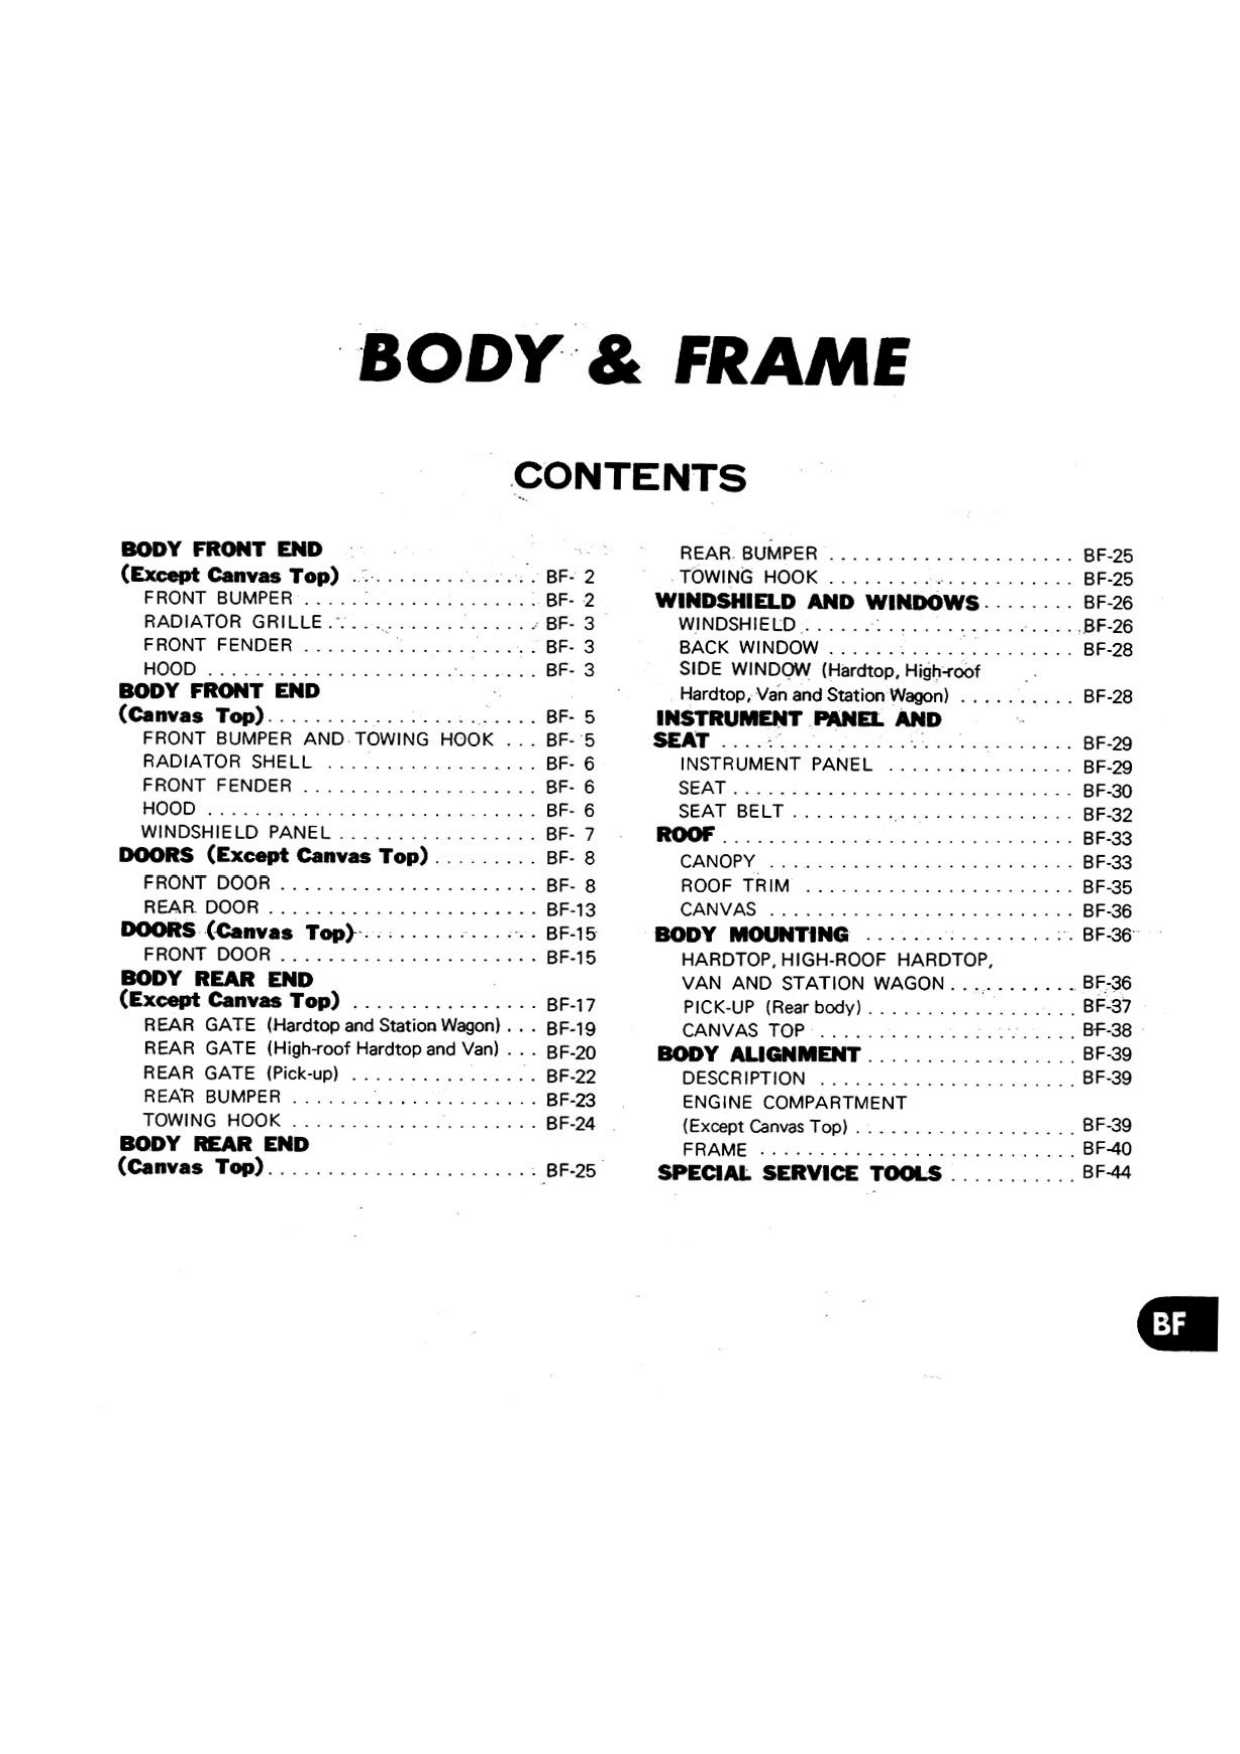 BODY & FRAME
CONTENTS
BODY FRONT END
(Except Canvas Top) . . . . . . . . . . . . . . . . BF- 2
FRONT BUMPER . . . . . . . . . . . . . . . . . . . . BF- 2
RADIATOR GRILLE . . . . . . . . . . . . . . . . . . BF- 3
FRONT FENDER . . . . . . . . . . . . . . . . . . . . BF- 3
HOOD . . . . . . . . . . . . . . . . . . . . . . . . . . . . BF- 3
BODY FRONT END
(Canvas Top) . . . . . . . . . . . . . . . . . . . . . . . BF- 5
FRONT BUMPER AND TOWING HOOK . . . BF- 5
RADIATOR SHELL . . . . . . . . . . . . . . . . . . BF- 6
FRONT FENDER . . . . . . . . . . . . . . . . . . . . BF- 6
HOOD . . . . . . . . . . . . . . . . . . . . . . . . . . . . BF- 6
WINDSHIELD PANEL . . . . . . . . . . . . . . . . . BF- 7
DOORS (Except Canvas Top) . . . . . . . . . BF- 8
FRONT DOOR . . . . . . . . . . . . . . . . . . . . . . BF- 8
REAR DOOR . . . . . . . . . . . . . . . . . . . . . . . BF-13
DOORS (Canvas Top) . . . . . . . . . . . . . . . BF-15
FRONT DOOR . . . . . . . . . . . . . . . . . . . . . . BF-15
BODY REAR END
(Except Canvas Top) . . . . . . . . . . . . . . . . BF-17
REAR GATE (Hardtop and Station Wagon) . . . BF-19
REAR GATE (High-roof Hardtop and Van) . . . BF-20
REAR GATE (Pick-up) . . . . . . . . . . . . . . . . BF-22
REAR BUMPER . . . . . . . . . . . . . . . . . . . . . BF-23
TOWING HOOK . . . . . . . . . . . . . . . . . . . . . BF-24
BODY REAR END
(Canvas Top) . . . . . . . . . . . . . . . . . . . . . . . BF-25
REAR BUMPER . . . . . . . . . . . . . . . . . . . . . BF-25
TOWING HOOK . . . . . . . . . . . . . . . . . . . . . BF-25
WINDSHIELD AND WINDOWS . . . . . . . . BF-26
WINDSHIELD . . . . . . . . . . . . . . . . . . . . . . . BF-26
BACK WINDOW . . . . . . . . . . . . . . . . . . . . . BF-28
SIDE WINDOW (Hardtop, High-roof
Hardtop, Van and Station Wagon) . . . . . . . . . . BF-28
INSTRUMENT PANEL AND
SEAT . . . . . . . . . . . . . . . . . . . . . . . . . . . . . . BF-29
INSTRUMENT PANEL . . . . . . . . . . . . . . . . BF-29
SEAT . . . . . . . . . . . . . . . . . . . . . . . . . . . . . BF-30
SEAT BELT . . . . . . . . . . . . . . . . . . . . . . . . BF-32
ROOF . . . . . . . . . . . . . . . . . . . . . . . . . . . . . . BF-33
CANOPY . . . . . . . . . . . . . . . . . . . . . . . . . . BF-33
ROOF TRIM . . . . . . . . . . . . . . . . . . . . . . . BF-35
CANVAS . . . . . . . . . . . . . . . . . . . . . . . . . . BF-36
BODY MOUNTING . . . . . . . . . . . . . . . . . . BF-36
HARDTOP, HIGH-ROOF HARDTOP,
VAN AND STATION WAGON . . . . . . . . . . . BF-36
PICK-UP (Rear body) . . . . . . . . . . . . . . . . . . BF-37
CANVAS TOP . . . . . . . . . . . . . . . . . . . . . . BF-38
BODY ALIGNMENT . . . . . . . . . . . . . . . . . . BF-39
DESCRIPTION . . . . . . . . . . . . . . . . . . . . . . BF-39
ENGINE COMPARTMENT
(Except Canvas Top) . . . . . . . . . . . . . . . . . . . BF-39
FRAME . . . . . . . . . . . . . . . . . . . . . . . . . . . BF-40
SPECIAL SERVICE TOOLS . . . . . . . . . . . BF-44
BF